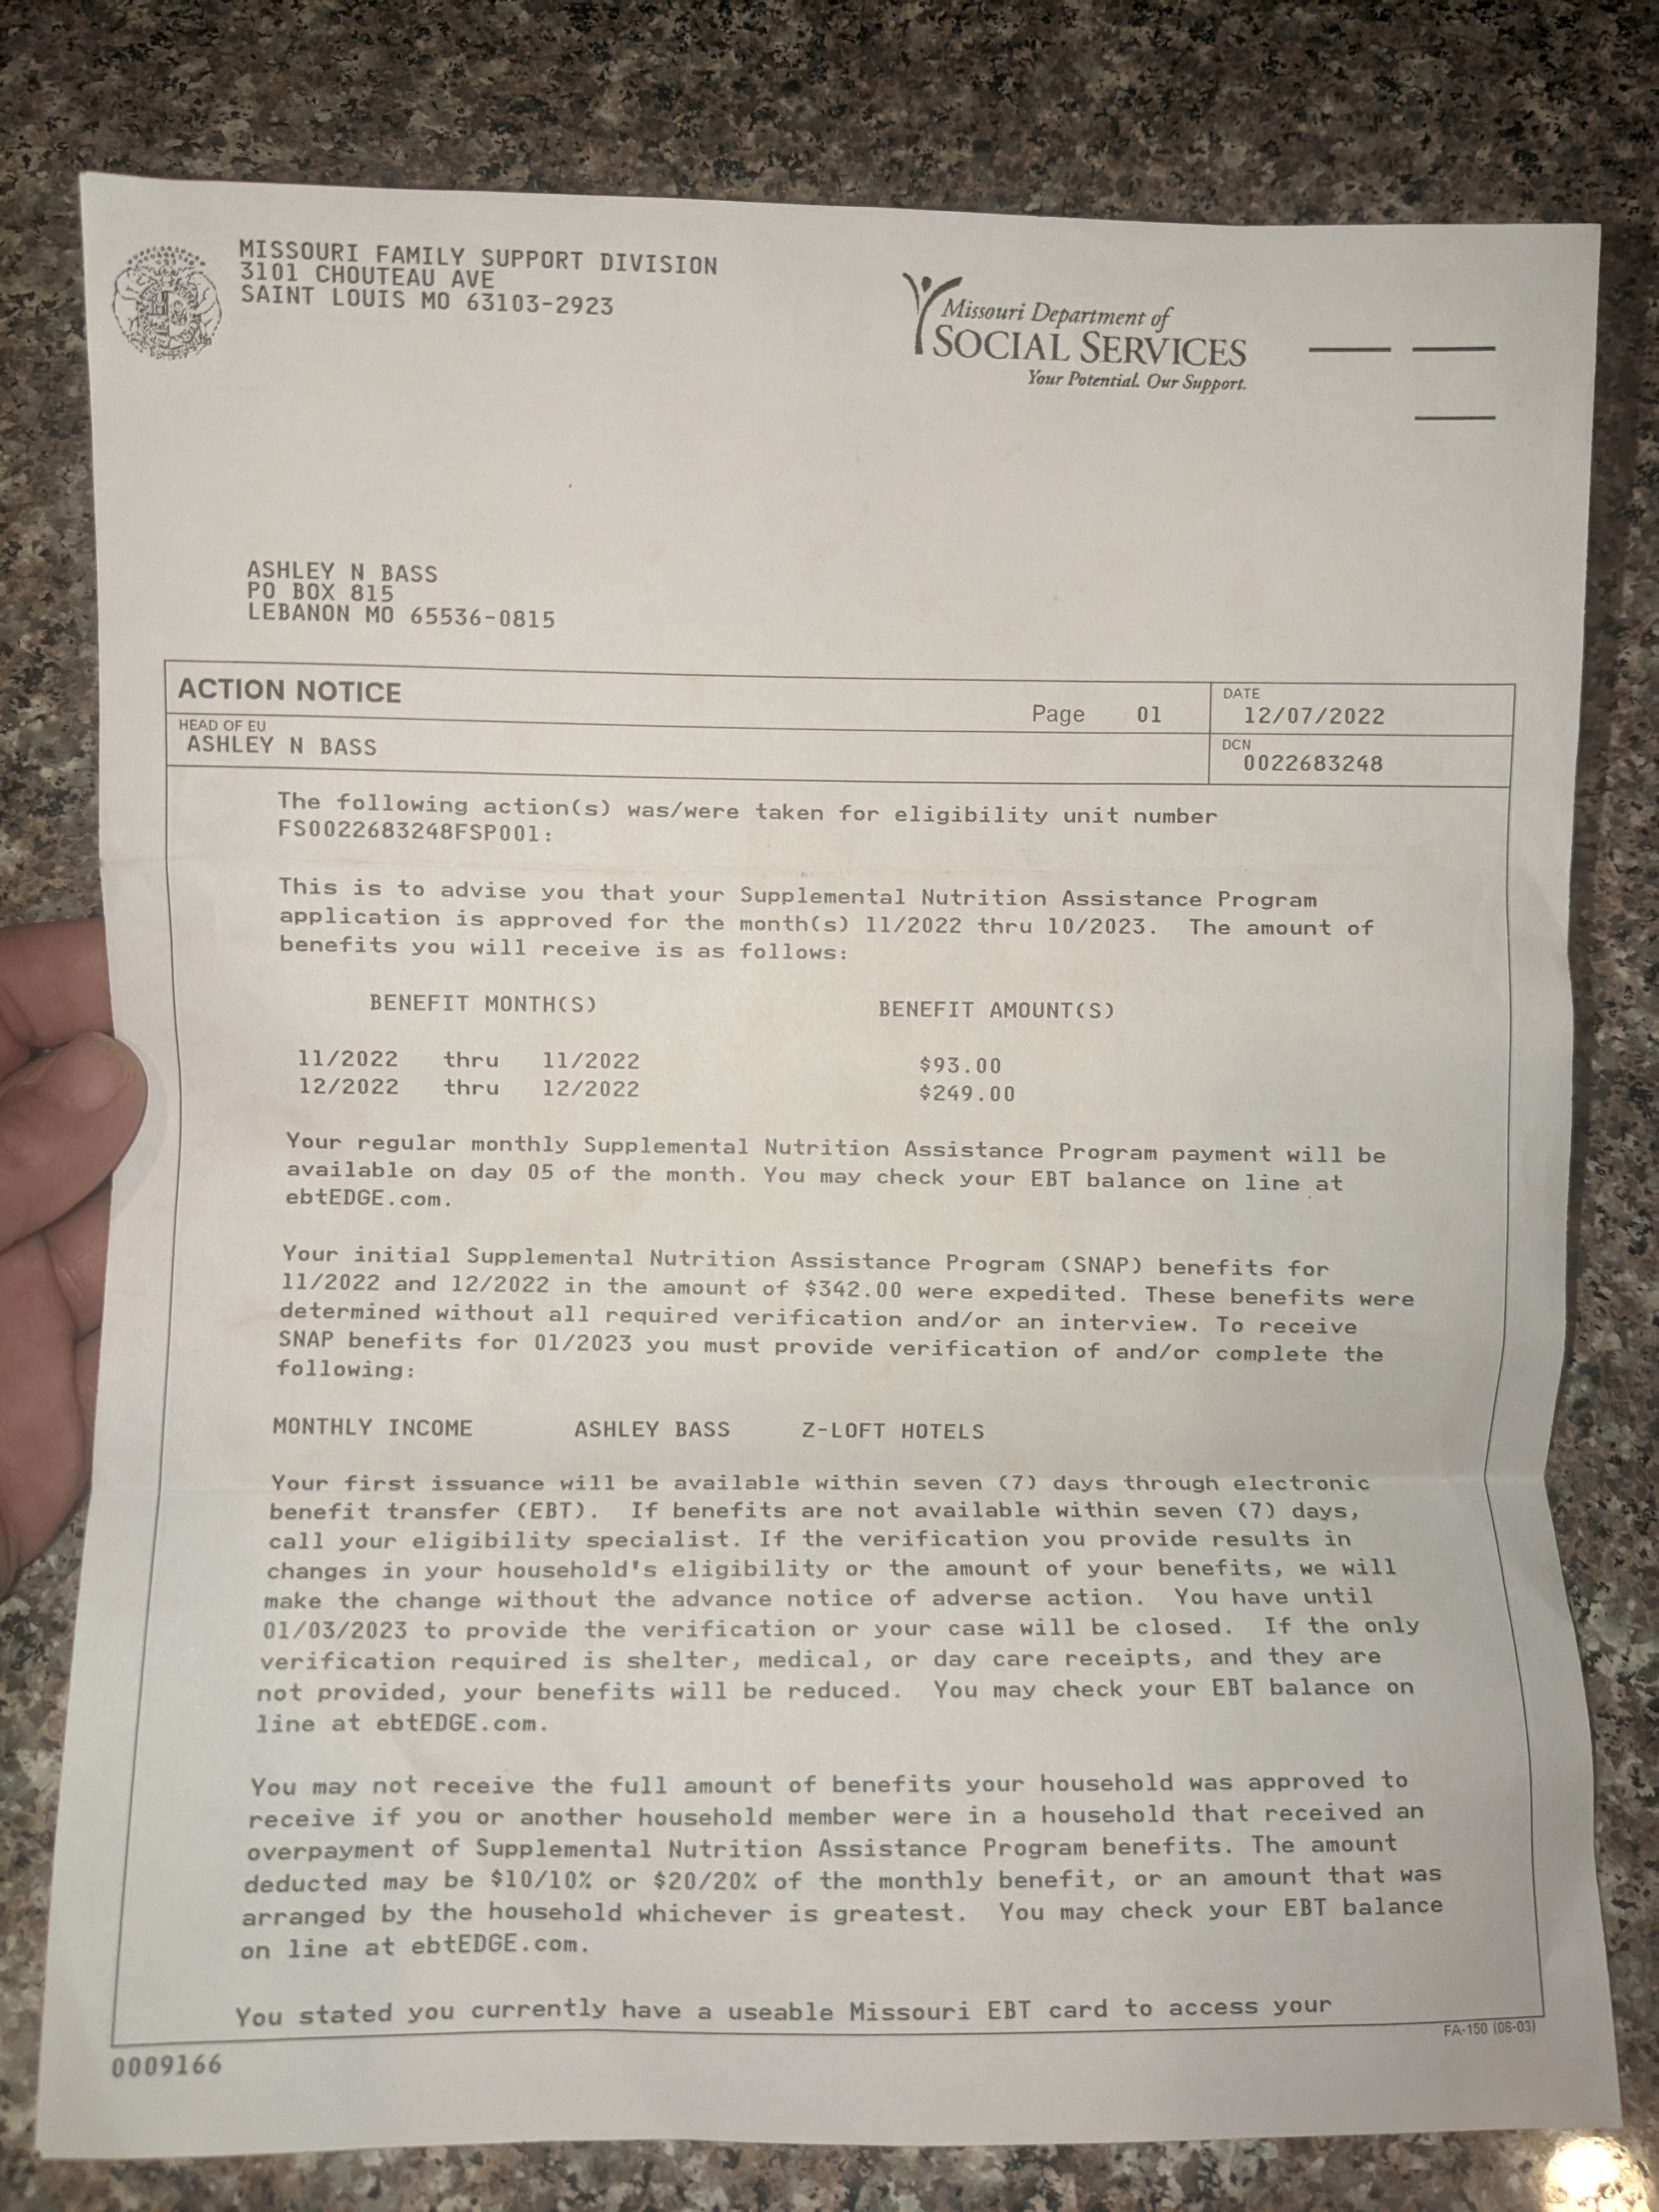 MISSOURI FAMILY SUPPORT DIVISION
3101 CHOUTEAU AVE
SAINT LOUIS MO 63103-2923
Missouri Department of
SOCIAL SERVICES
Your Potential. Our Support.
ASHLEY N BASS
PO BOX 815
LEBANON MO 65536-0815
ACTION NOTICE
Page 01
DATE
12/07/2022
HEAD OF EU
ASHLEY N BASS
DCN
0022683248
The following action(s) was/were taken for eligibility unit number
FS0022683248FSP001:
This is to advise you that your Supplemental Nutrition Assistance Program
application is approved for the month(s) 11/2022 thru 10/2023. The amount of
benefits you will receive is as follows:
BENEFIT MONTH(S) BENEFIT AMOUNT(S)
11/2022 thru 11/2022 $93.00
12/2022 thru 12/2022 $249.00
Your regular monthly Supplemental Nutrition Assistance Program payment will be
available on day 05 of the month. You may check your EBT balance on line at
ebtEDGE.com.
Your initial Supplemental Nutrition Assistance Program (SNAP) benefits for
11/2022 and 12/2022 in the amount of $342.00 were expedited. These benefits were
determined without all required verification and/or an interview. To receive
SNAP benefits for 01/2023 you must provide verification of and/or complete the
following:
MONTHLY INCOME ASHLEY BASS Z-LOFT HOTELS
Your first issuance will be available within seven (7) days through electronic
benefit transfer (EBT). If benefits are not available within seven (7) days,
call your eligibility specialist. If the verification you provide results in
changes in your household's eligibility or the amount of your benefits, we will
make the change without the advance notice of adverse action. You have until
01/03/2023 to provide the verification or your case will be closed. If the only
verification required is shelter, medical, or day care receipts, and they are
not provided, your benefits will be reduced. You may check your EBT balance on
line at ebtEDGE.com.
You may not receive the full amount of benefits your household was approved to
receive if you or another household member were in a household that received an
overpayment of Supplemental Nutrition Assistance Program benefits. The amount
deducted may be $10/10% or $20/20% of the monthly benefit, or an amount that was
arranged by the household whichever is greatest. You may check your EBT balance
on line at ebtEDGE.com.
You stated you currently have a useable Missouri EBT card to access your
FA-150 (06-03)
0009166